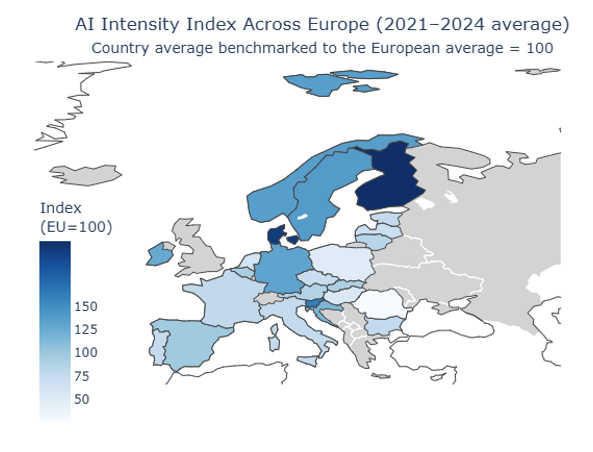 AI Intensity Index Across Europe (2021–2024 average)
Country average benchmarked to the European average = 100
Index
(EU=100)
150
125
100
75
50